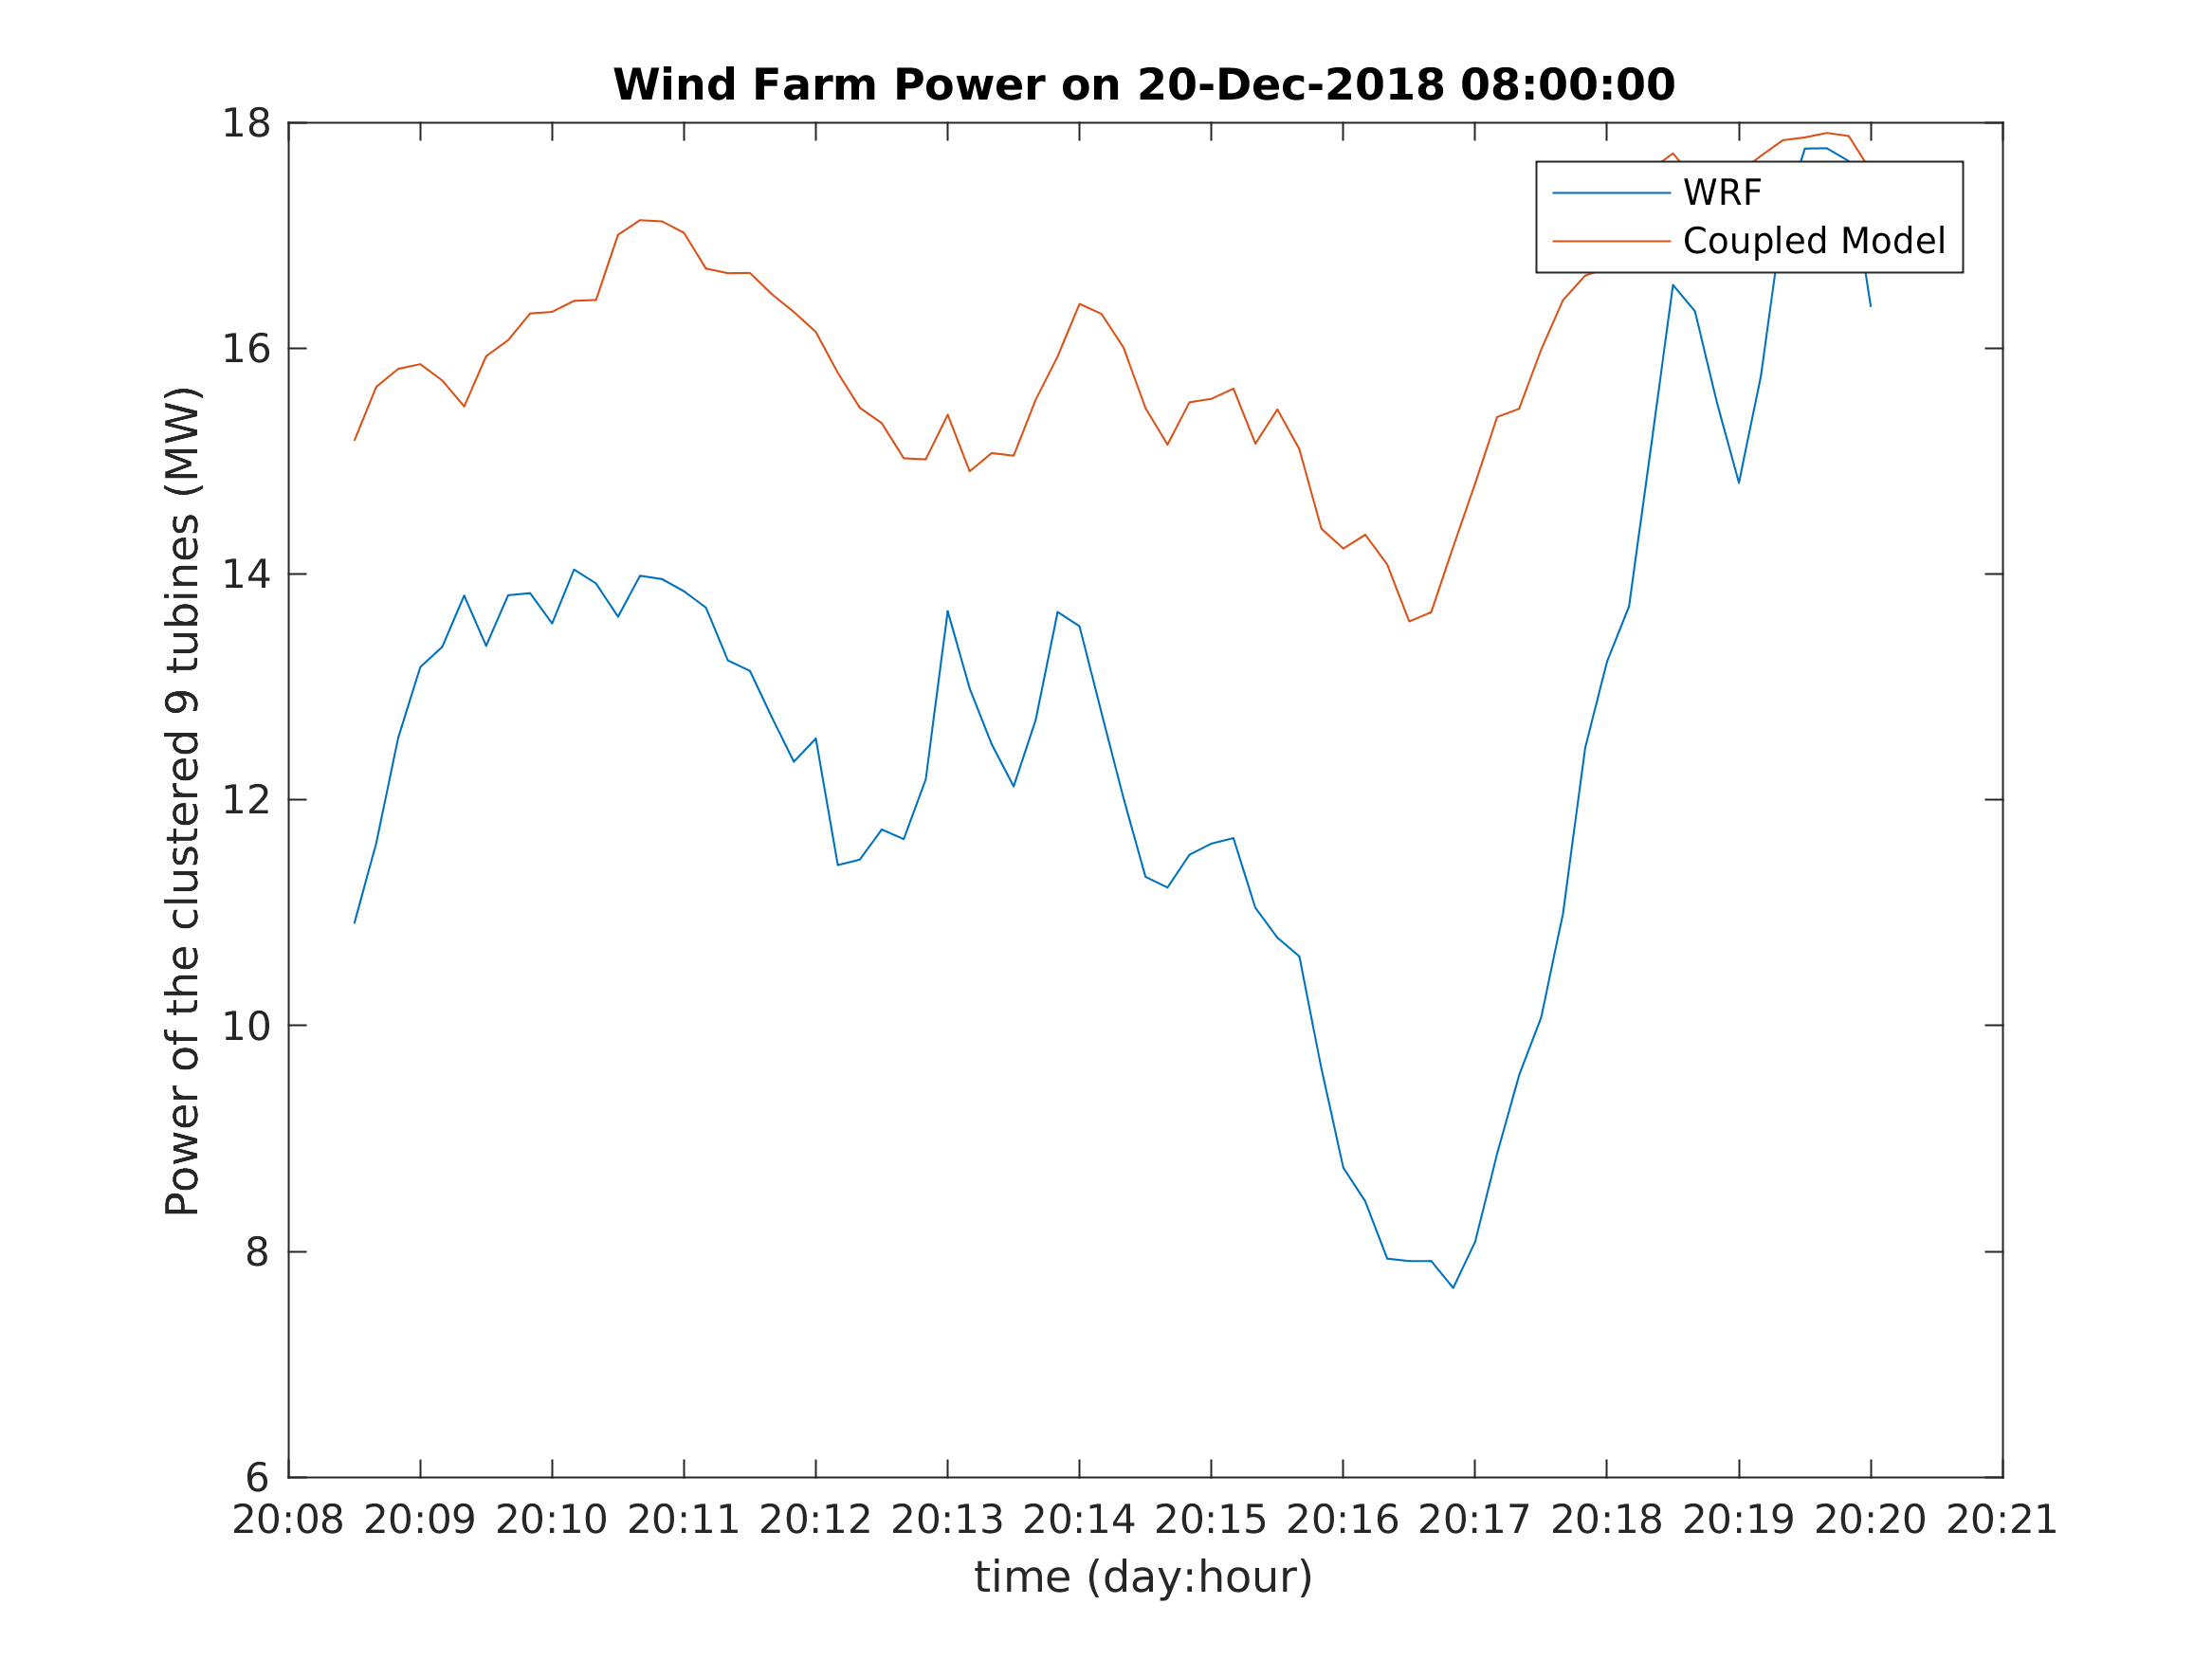 Wind Farm Power on 20-Dec-2018 08:00:00
Power of the clustered 9 tubines (MW)
18
16
14
12
10
8
6
WRF
Coupled Model
20:08 20:09 20:10 20:11 20:12 20:13 20:14 20:15 20:16 20:17 20:18 20:19 20:20 20:21
time (day:hour)